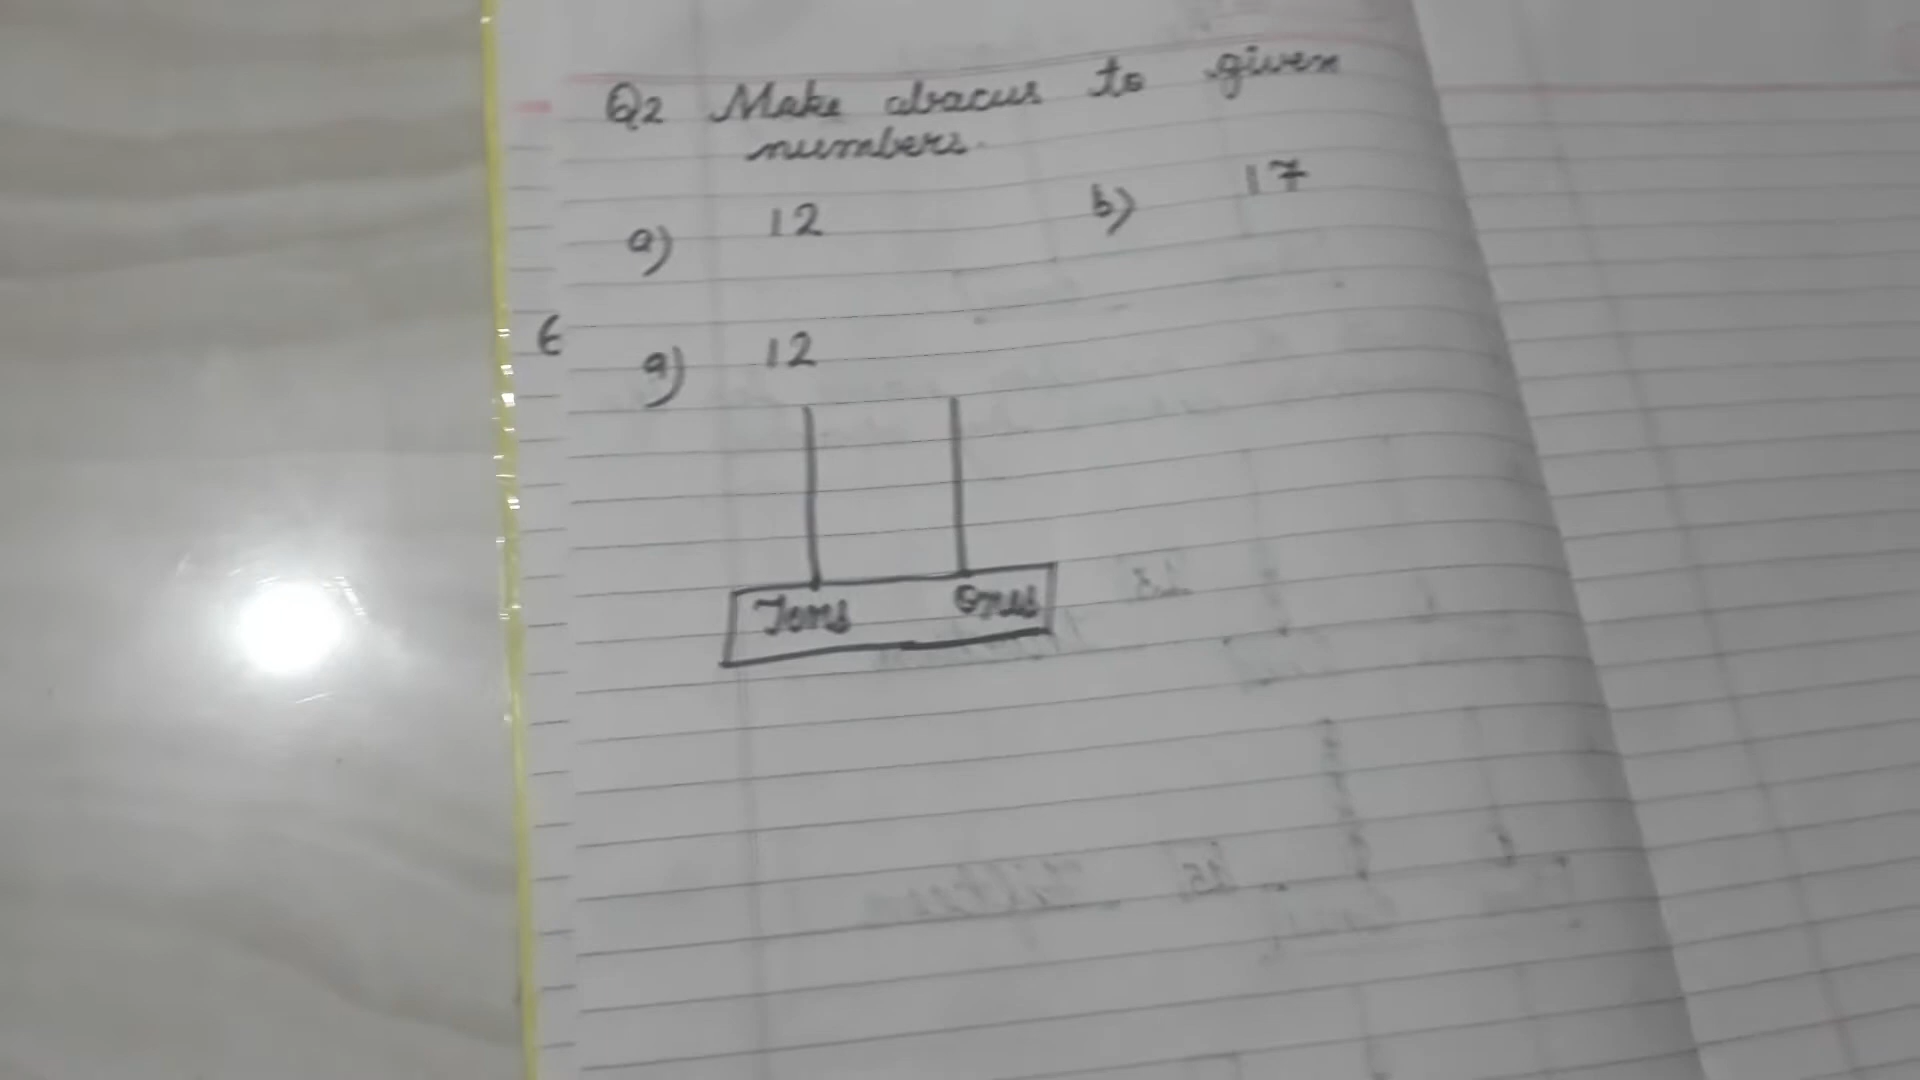 Q2 Make abacus to given
numbers.
a) 12 b) 17
a) 12
Tens Ones